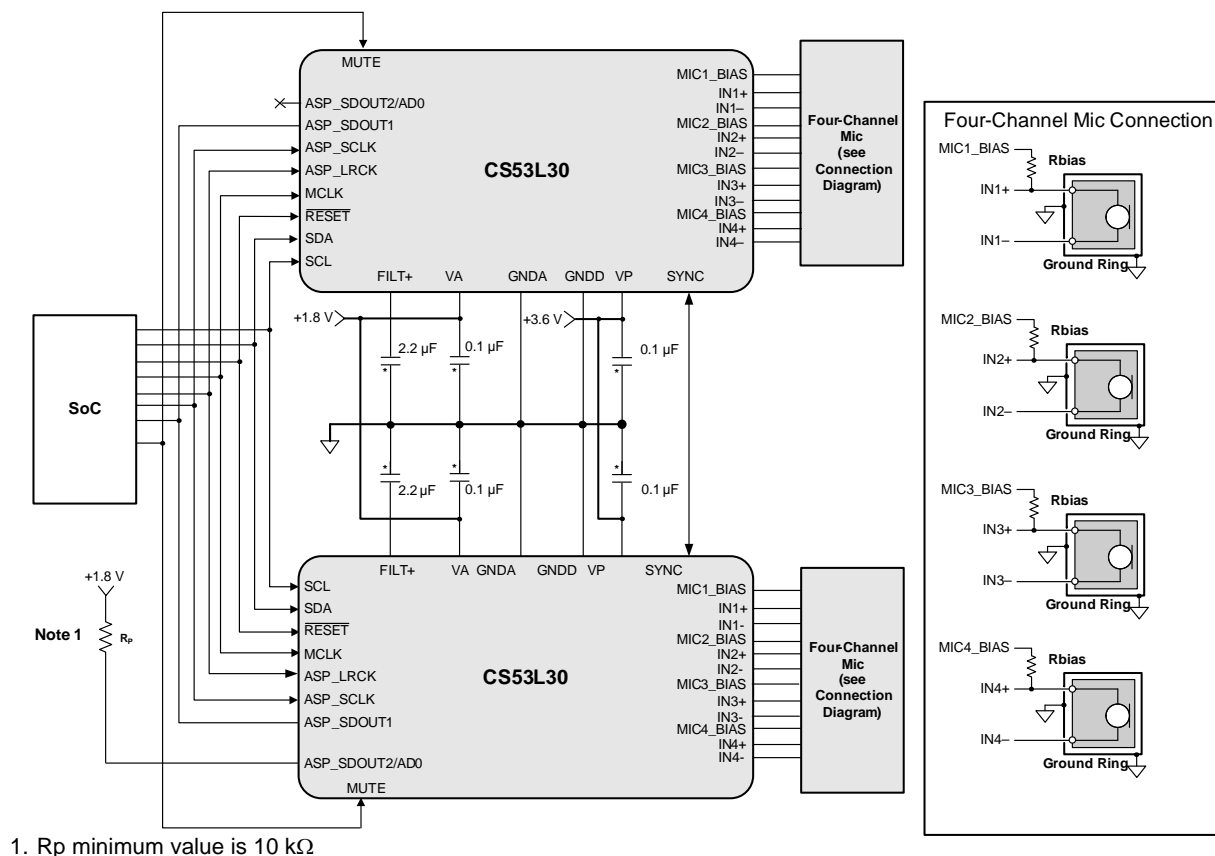 MUTE
ASP_SDOUT2/AD0
ASP_SDOUT1
ASP_SCLK
ASP_LRCK
MCLK
RESET
SDA
SCL
CS53L30
MIC1_BIAS
IN1+
IN1–
MIC2_BIAS
IN2+
IN2–
MIC3_BIAS
IN3+
IN3–
MIC4_BIAS
IN4+
IN4–
FILT+ VA GNDA GNDD VP SYNC
Four-Channel
Mic
(see
Connection
Diagram)
+1.8 V
+3.6 V
2.2 µF
*
0.1 µF
*
0.1 µF
*
SoC
*
2.2 µF
*
0.1 µF
*
0.1 µF
FILT+ VA GNDA GNDD VP SYNC
SCL
SDA
RESET
MCLK
ASP_LRCK
ASP_SCLK
ASP_SDOUT1
ASP_SDOUT2/AD0
MUTE
CS53L30
MIC1_BIAS
IN1+
IN1-
MIC2_BIAS
IN2+
IN2-
MIC3_BIAS
IN3+
IN3-
MIC4_BIAS
IN4+
IN4-
Four-Channel
Mic
(see
Connection
Diagram)
+1.8 V
Note 1
RP
Four-Channel Mic Connection
MIC1_BIAS
Rbias
IN1+
IN1–
Ground Ring
MIC2_BIAS
Rbias
IN2+
IN2–
Ground Ring
MIC3_BIAS
Rbias
IN3+
IN3–
Ground Ring
MIC4_BIAS
Rbias
IN4+
IN4–
Ground Ring
1. Rp minimum value is 10 kΩ